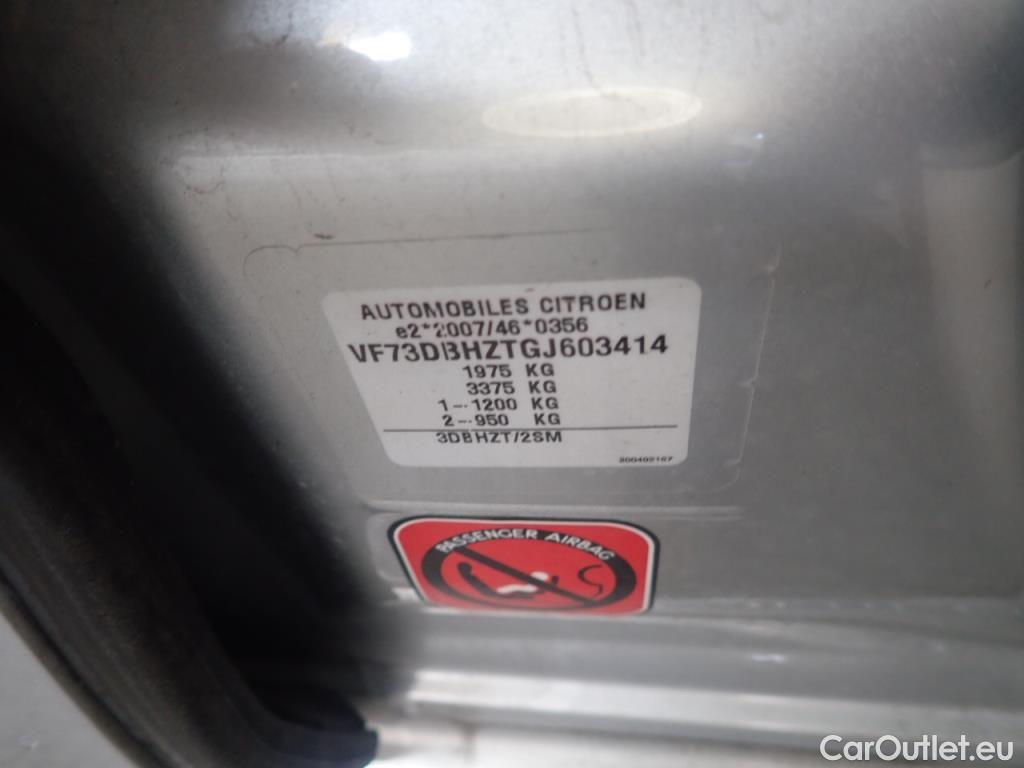 AUTOMOBILES CITROEN
e2*2007/46*0356
VF73DBHZTGJ603414
1975 KG
3375 KG
1-·1200 KG
2-·950 KG
3DBHZT/2SM
PASSENGER AIRBAG
CarOutlet.eu